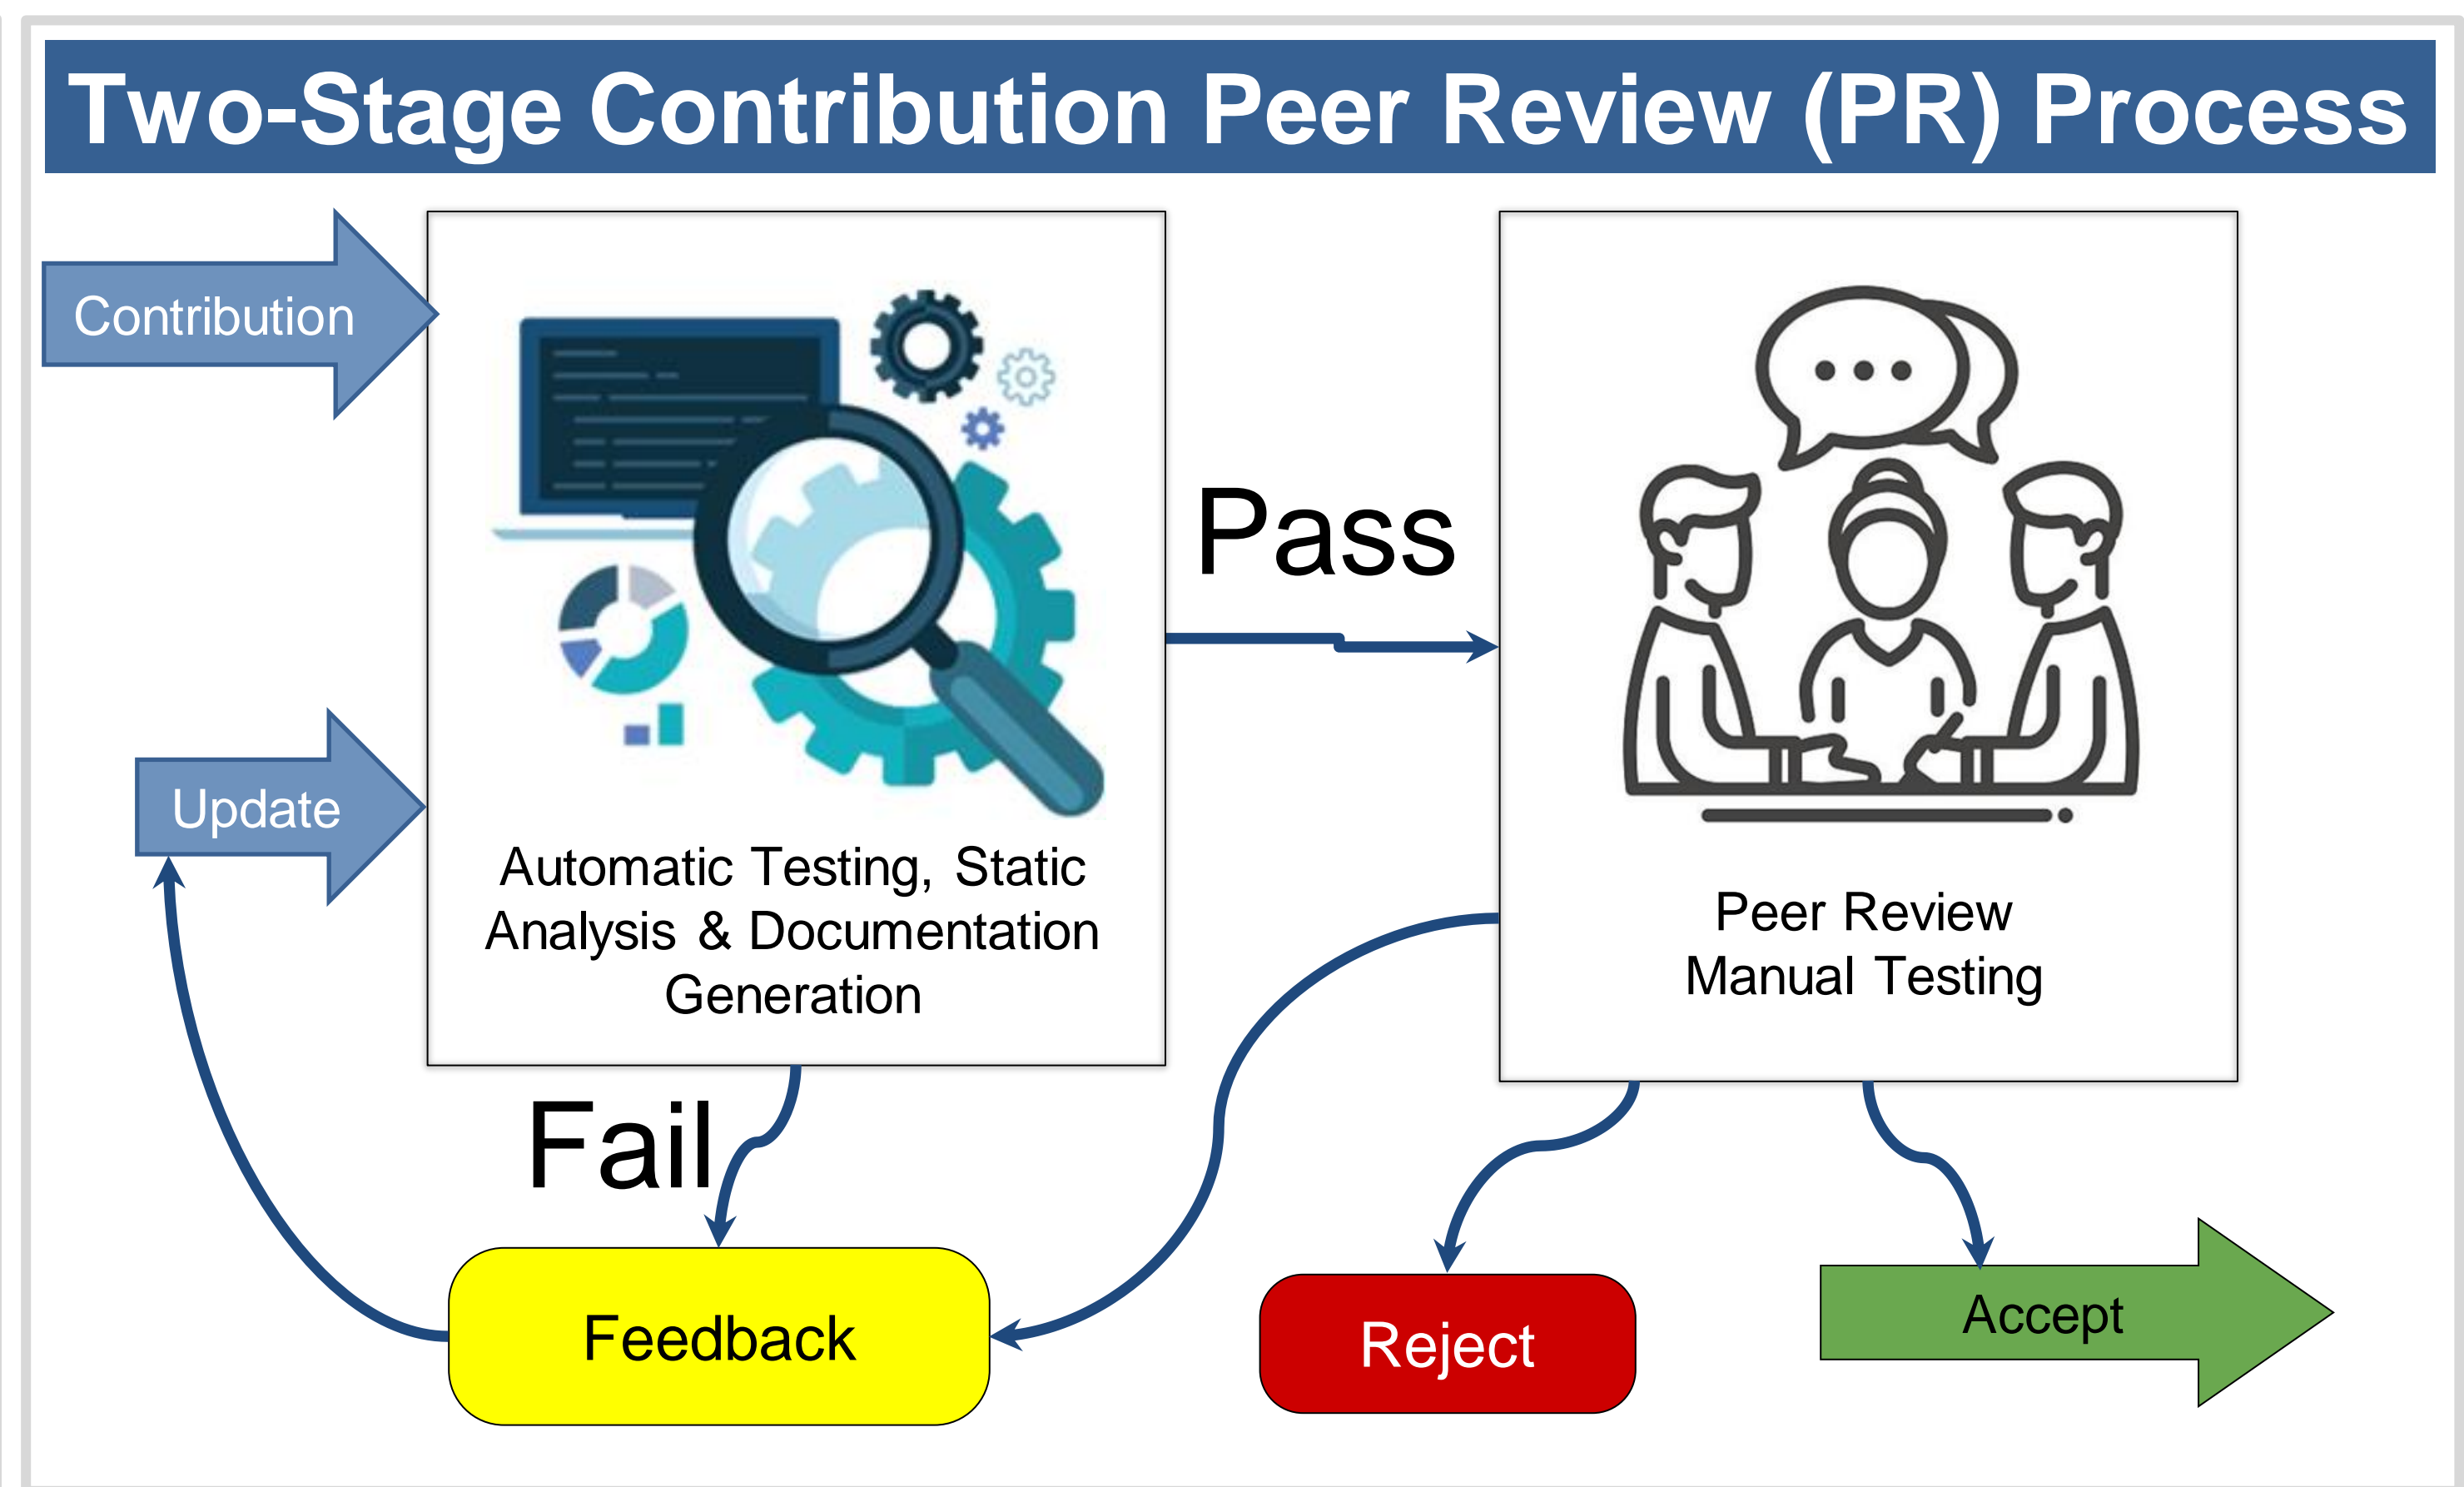 Two-Stage Contribution Peer Review (PR) Process
Contribution
Update
Automatic Testing, Static
Analysis & Documentation
Generation
Pass
Peer Review
Manual Testing
Fail
Feedback
Reject
Accept